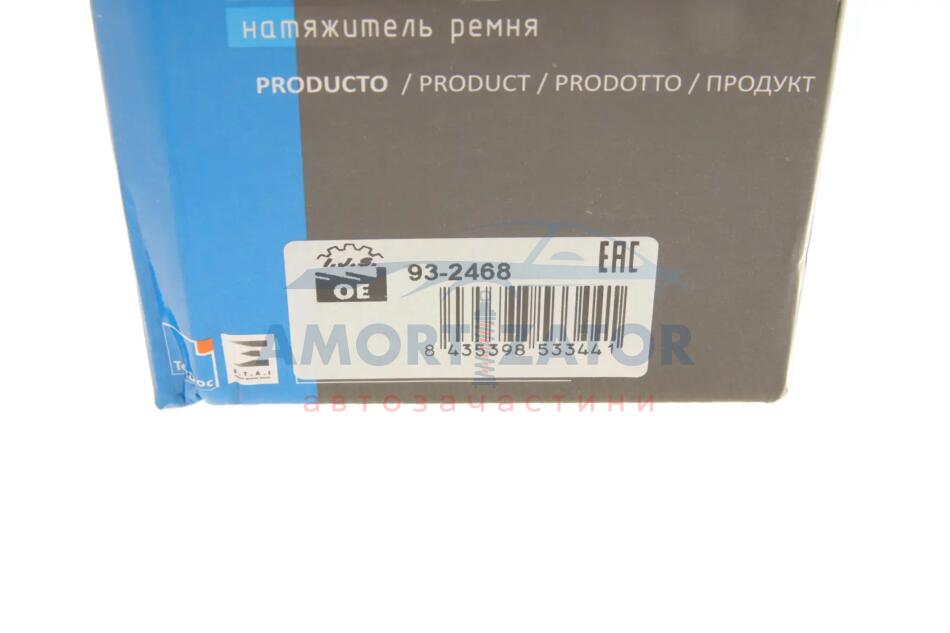 натяжитель ремня
PRODUCTO / PRODUCT / PRODOTTO / ПРОДУКТ
I.J.S.
OE
93-2468
EAC
8 435398 533441
AMORTIZATOR
автозачастини
E.T.A.I